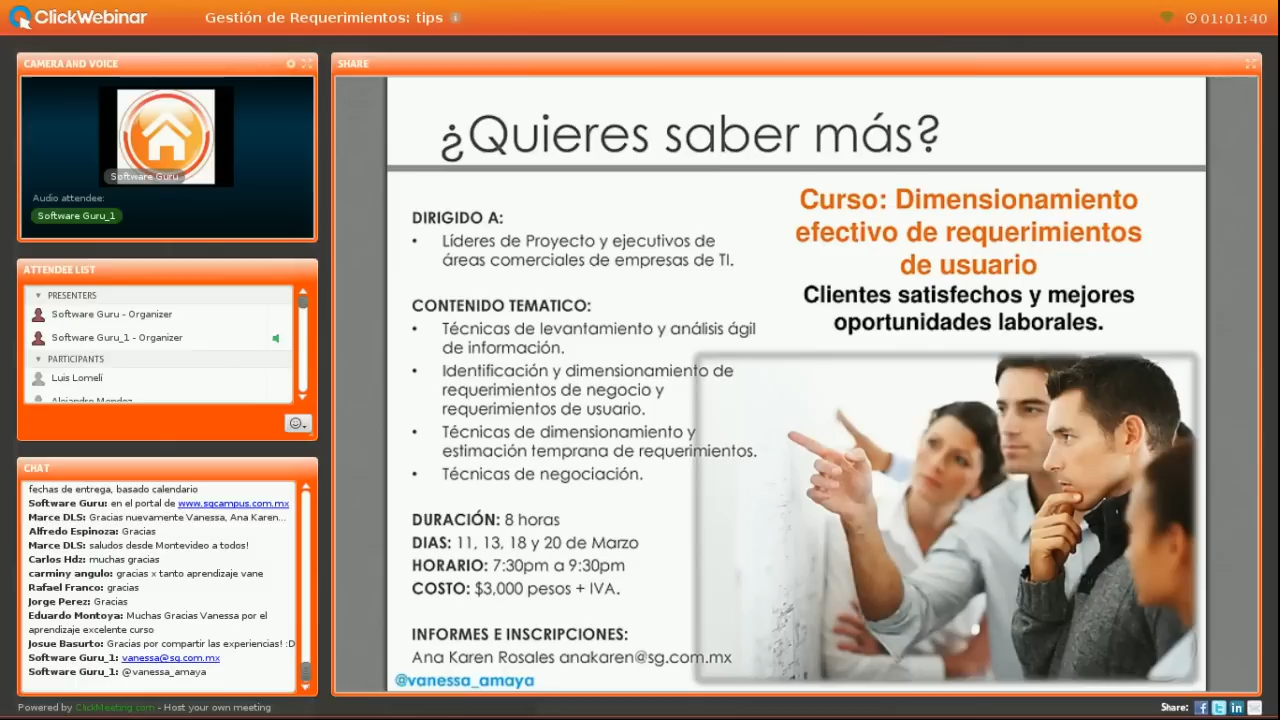 ClickWebinar
Gestión de Requerimientos: tips
01:01:40
CAMERA AND VOICE
Software Guru
Audio attendee:
Software Guru_1
ATTENDEE LIST
PRESENTERS
Software Guru - Organizer
Software Guru_1 - Organizer
PARTICIPANTS
Luis Lomelí
Alejandro Mendez
CHAT
fechas de entrega, basado calendario
Software Guru: en el portal de www.sgcampus.com.mx
Marce DLS: Gracias nuevamente Vanessa, Ana Karen...
Alfredo Espinoza: Gracias
Marce DLS: saludos desde Montevideo a todos!
Carlos Hdz: muchas gracias
carminy angulo: gracias x tanto aprendizaje vane
Rafael Franco: gracias
Jorge Perez: Gracias
Eduardo Montoya: Muchas Gracias Vanessa por el
aprendizaje excelente curso
Josue Basurto: Gracias por compartir las experiencias! :D
Software Guru_1: vanessa@sg.com.mx
Software Guru_1: @vanessa_amaya
SHARE
¿Quieres saber más?
DIRIGIDO A:
• Líderes de Proyecto y ejecutivos de
áreas comerciales de empresas de TI.
CONTENIDO TEMATICO:
• Técnicas de levantamiento y análisis ágil
de información.
• Identificación y dimensionamiento de
requerimientos de negocio y
requerimientos de usuario.
• Técnicas de dimensionamiento y
estimación temprana de requerimientos.
• Técnicas de negociación.
DURACIÓN: 8 horas
DIAS: 11, 13, 18 y 20 de Marzo
HORARIO: 7:30pm a 9:30pm
COSTO: $3,000 pesos + IVA.
INFORMES E INSCRIPCIONES:
Ana Karen Rosales anakaren@sg.com.mx
@vanessa_amaya
Curso: Dimensionamiento
efectivo de requerimientos
de usuario
Clientes satisfechos y mejores
oportunidades laborales.
Powered by ClickMeeting.com - Host your own meeting
Share: